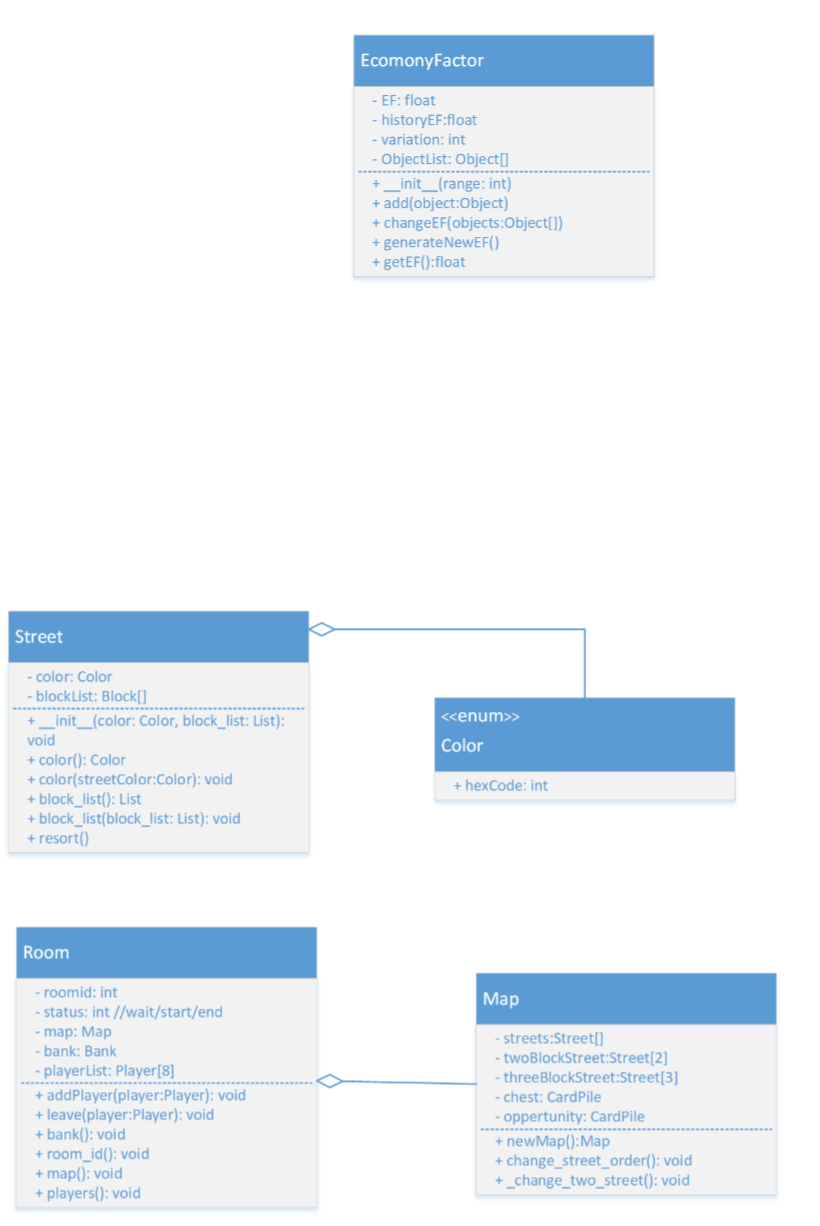 EcomonyFactor
- EF: float
- historyEF:float
- variation: int
- ObjectList: Object[]
+ __init__(range: int)
+ add(object:Object)
+ changeEF(objects:Object[])
+ generateNewEF()
+ getEF():float
Street
- color: Color
- blockList: Block[]
+ __init__(color: Color, block_list: List):
void
+ color(): Color
+ color(streetColor:Color): void
+ block_list(): List
+ block_list(block_list: List): void
+ resort()
<<enum>>
Color
+ hexCode: int
Room
- roomid: int
- status: int //wait/start/end
- map: Map
- bank: Bank
- playerList: Player[8]
+ addPlayer(player:Player): void
+ leave(player:Player): void
+ bank(): void
+ room_id(): void
+ map(): void
+ players(): void
Map
- streets:Street[]
- twoBlockStreet:Street[2]
- threeBlockStreet:Street[3]
- chest: CardPile
- oppertunity: CardPile
+ newMap():Map
+ change_street_order(): void
+ _change_two_street(): void